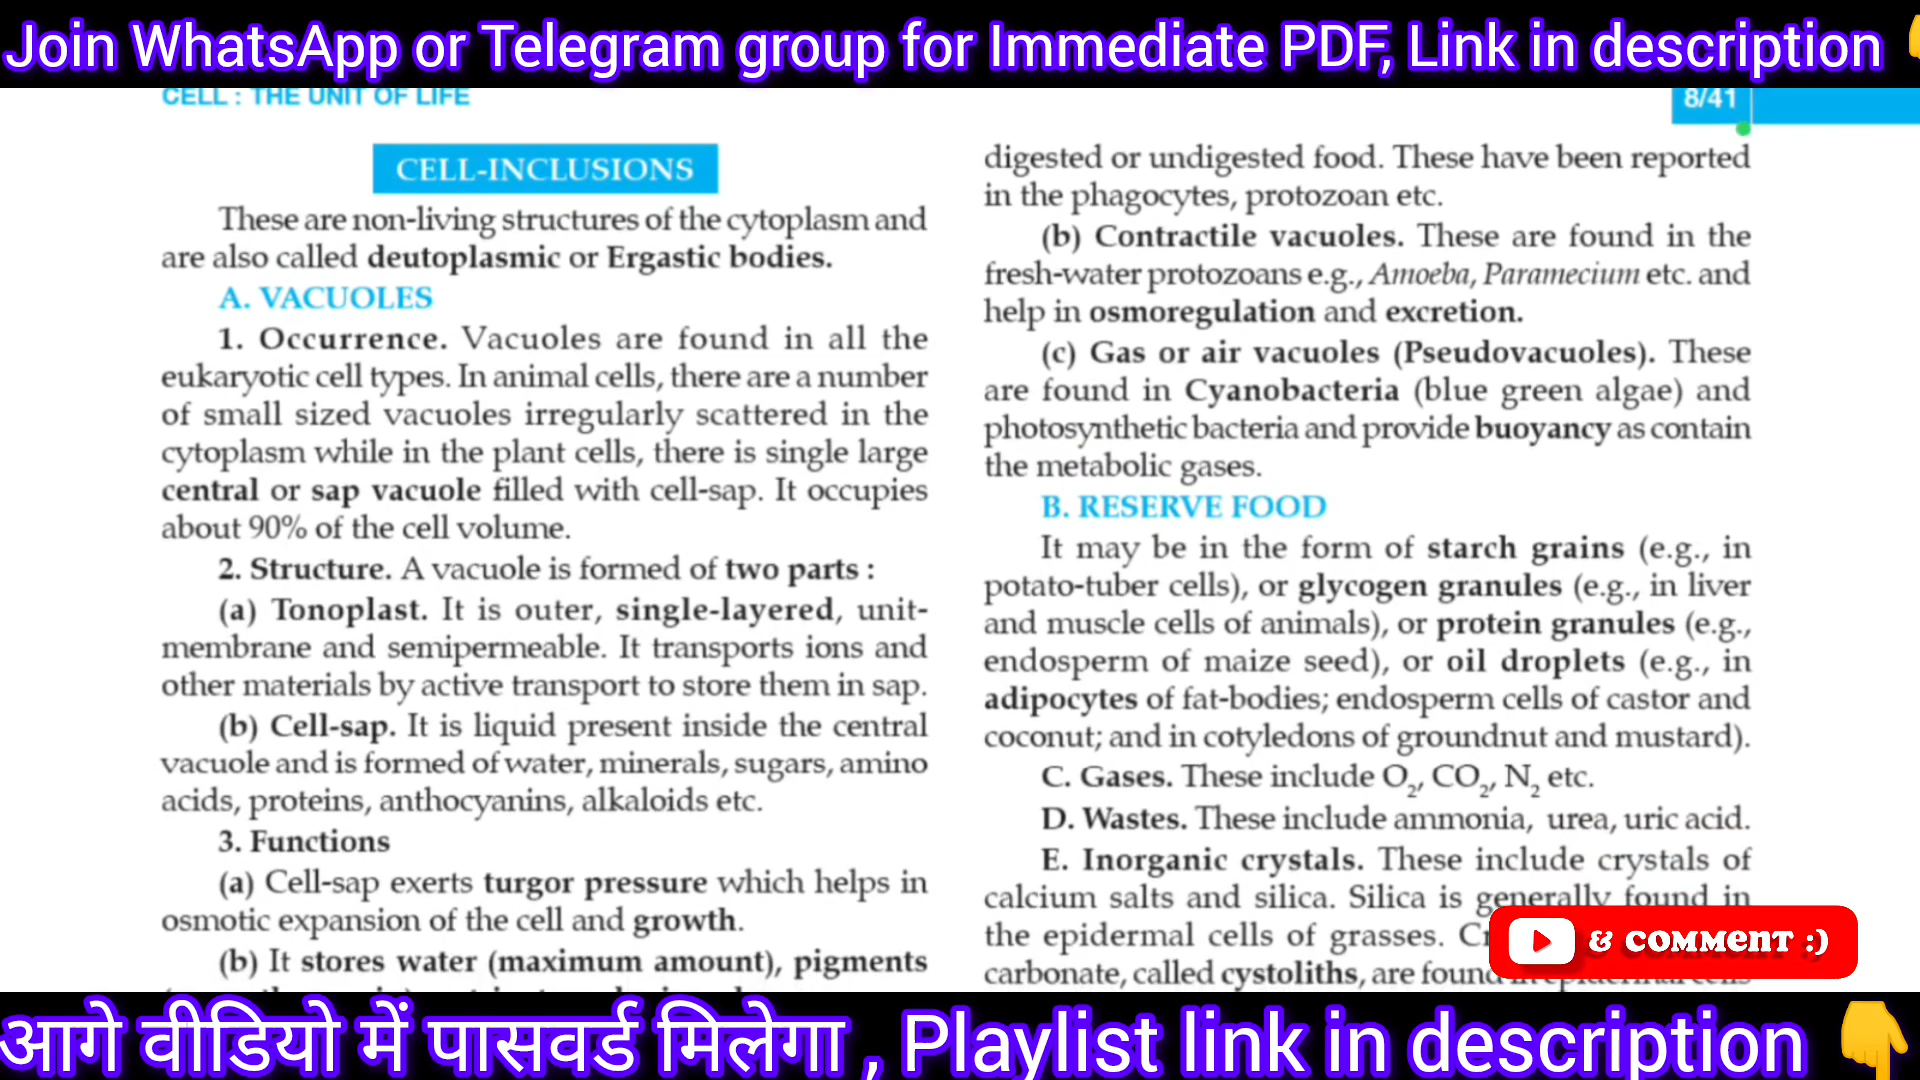 Join WhatsApp or Telegram group for Immediate PDF, Link in description
CELL : THE UNIT OF LIFE
8/41
CELL-INCLUSIONS
These are non-living structures of the cytoplasm and
are also called deutoplasmic or Ergastic bodies.
A. VACUOLES
1. Occurrence. Vacuoles are found in all the
eukaryotic cell types. In animal cells, there are a number
of small sized vacuoles irregularly scattered in the
cytoplasm while in the plant cells, there is single large
central or sap vacuole filled with cell-sap. It occupies
about 90% of the cell volume.
2. Structure. A vacuole is formed of two parts :
(a) Tonoplast. It is outer, single-layered, unit-
membrane and semipermeable. It transports ions and
other materials by active transport to store them in sap.
(b) Cell-sap. It is liquid present inside the central
vacuole and is formed of water, minerals, sugars, amino
acids, proteins, anthocyanins, alkaloids etc.
3. Functions
(a) Cell-sap exerts turgor pressure which helps in
osmotic expansion of the cell and growth.
(b) It stores water (maximum amount), pigments
digested or undigested food. These have been reported
in the phagocytes, protozoan etc.
(b) Contractile vacuoles. These are found in the
fresh-water protozoans e.g., Amoeba, Paramecium etc. and
help in osmoregulation and excretion.
(c) Gas or air vacuoles (Pseudovacuoles). These
are found in Cyanobacteria (blue green algae) and
photosynthetic bacteria and provide buoyancy as contain
the metabolic gases.
B. RESERVE FOOD
It may be in the form of starch grains (e.g., in
potato-tuber cells), or glycogen granules (e.g., in liver
and muscle cells of animals), or protein granules (e.g.,
endosperm of maize seed), or oil droplets (e.g., in
adipocytes of fat-bodies; endosperm cells of castor and
coconut; and in cotyledons of groundnut and mustard).
C. Gases. These include O₂, CO₂, N₂ etc.
D. Wastes. These include ammonia, urea, uric acid.
E. Inorganic crystals. These include crystals of
calcium salts and silica. Silica is generally found in
the epidermal cells of grasses.
carbonate, called cystoliths, are found
& COMMENT :)
आगे वीडियो में पासवर्ड मिलेगा , Playlist link in description